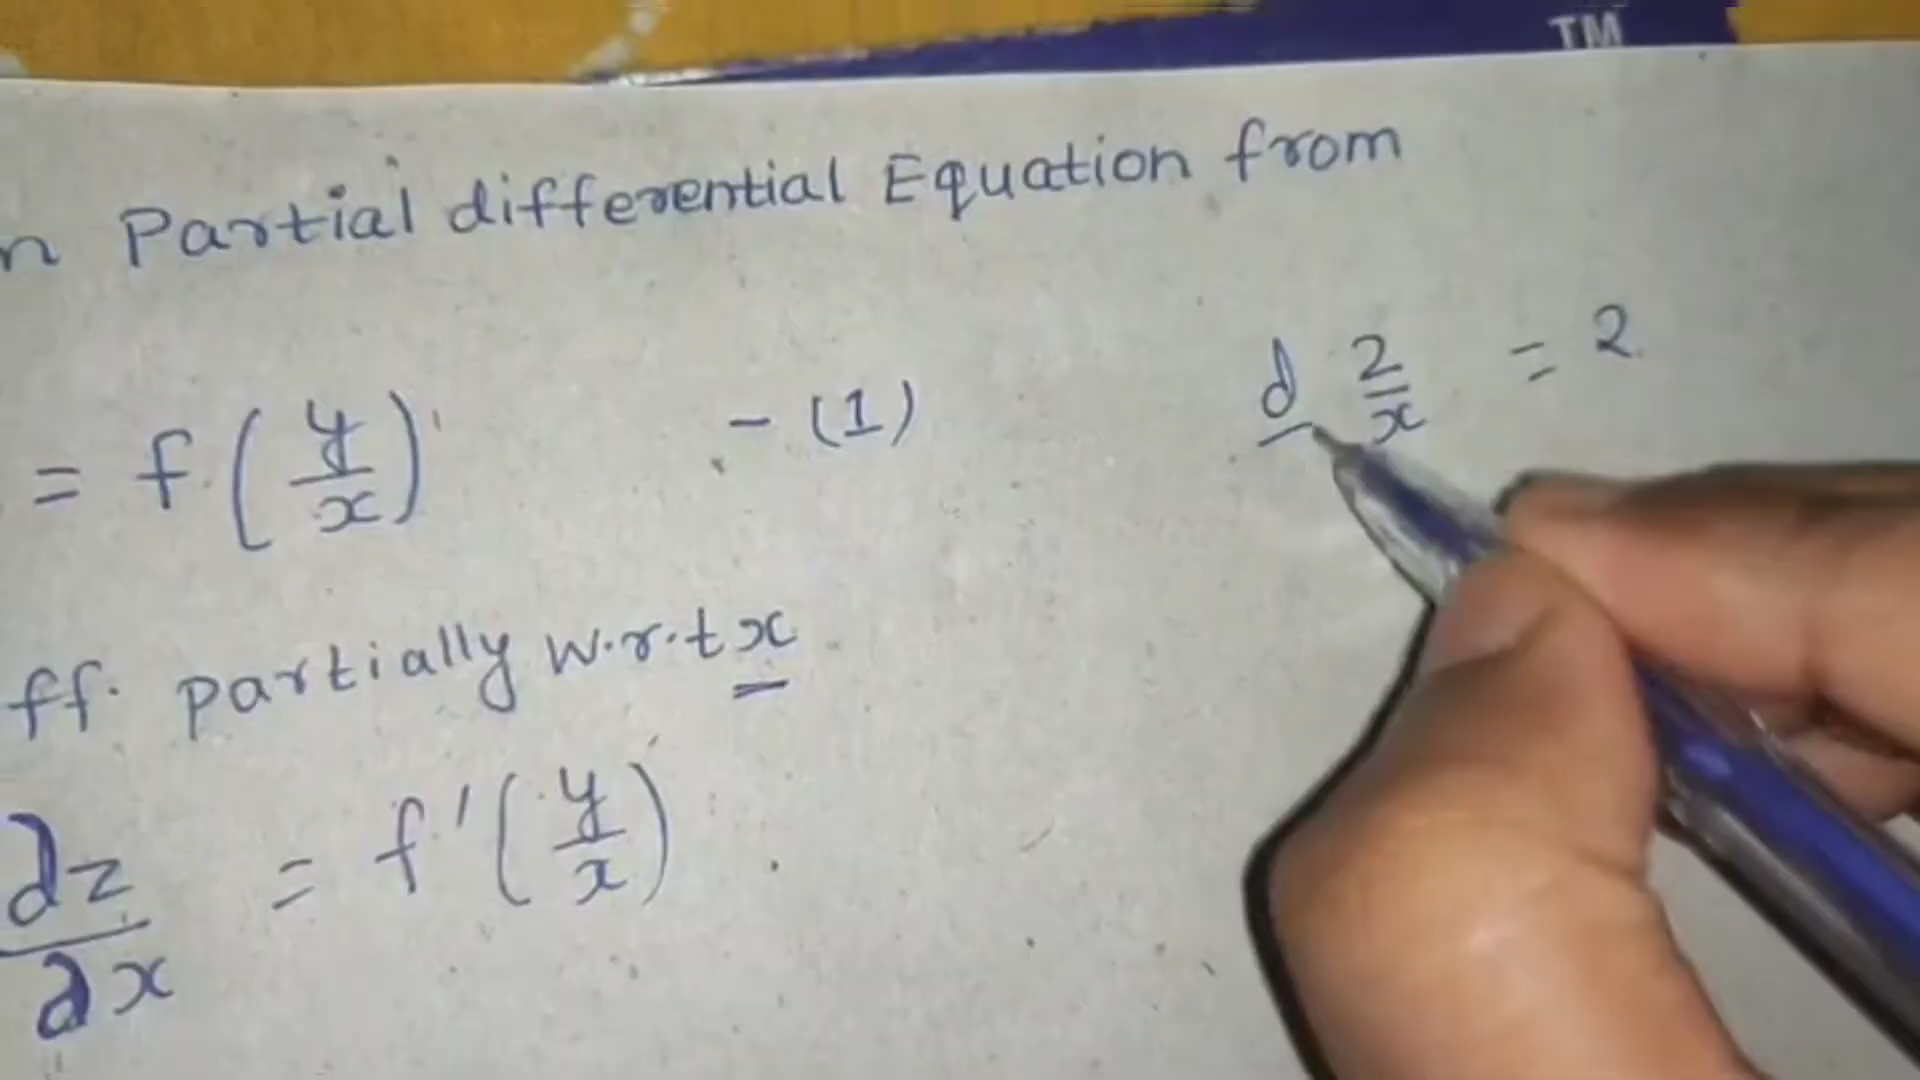 TM
n Partial differential Equation from
= f(y/x) - (1)
d 2/x = 2
ff. partially w.r.t x
∂z/∂x = f'(y/x)